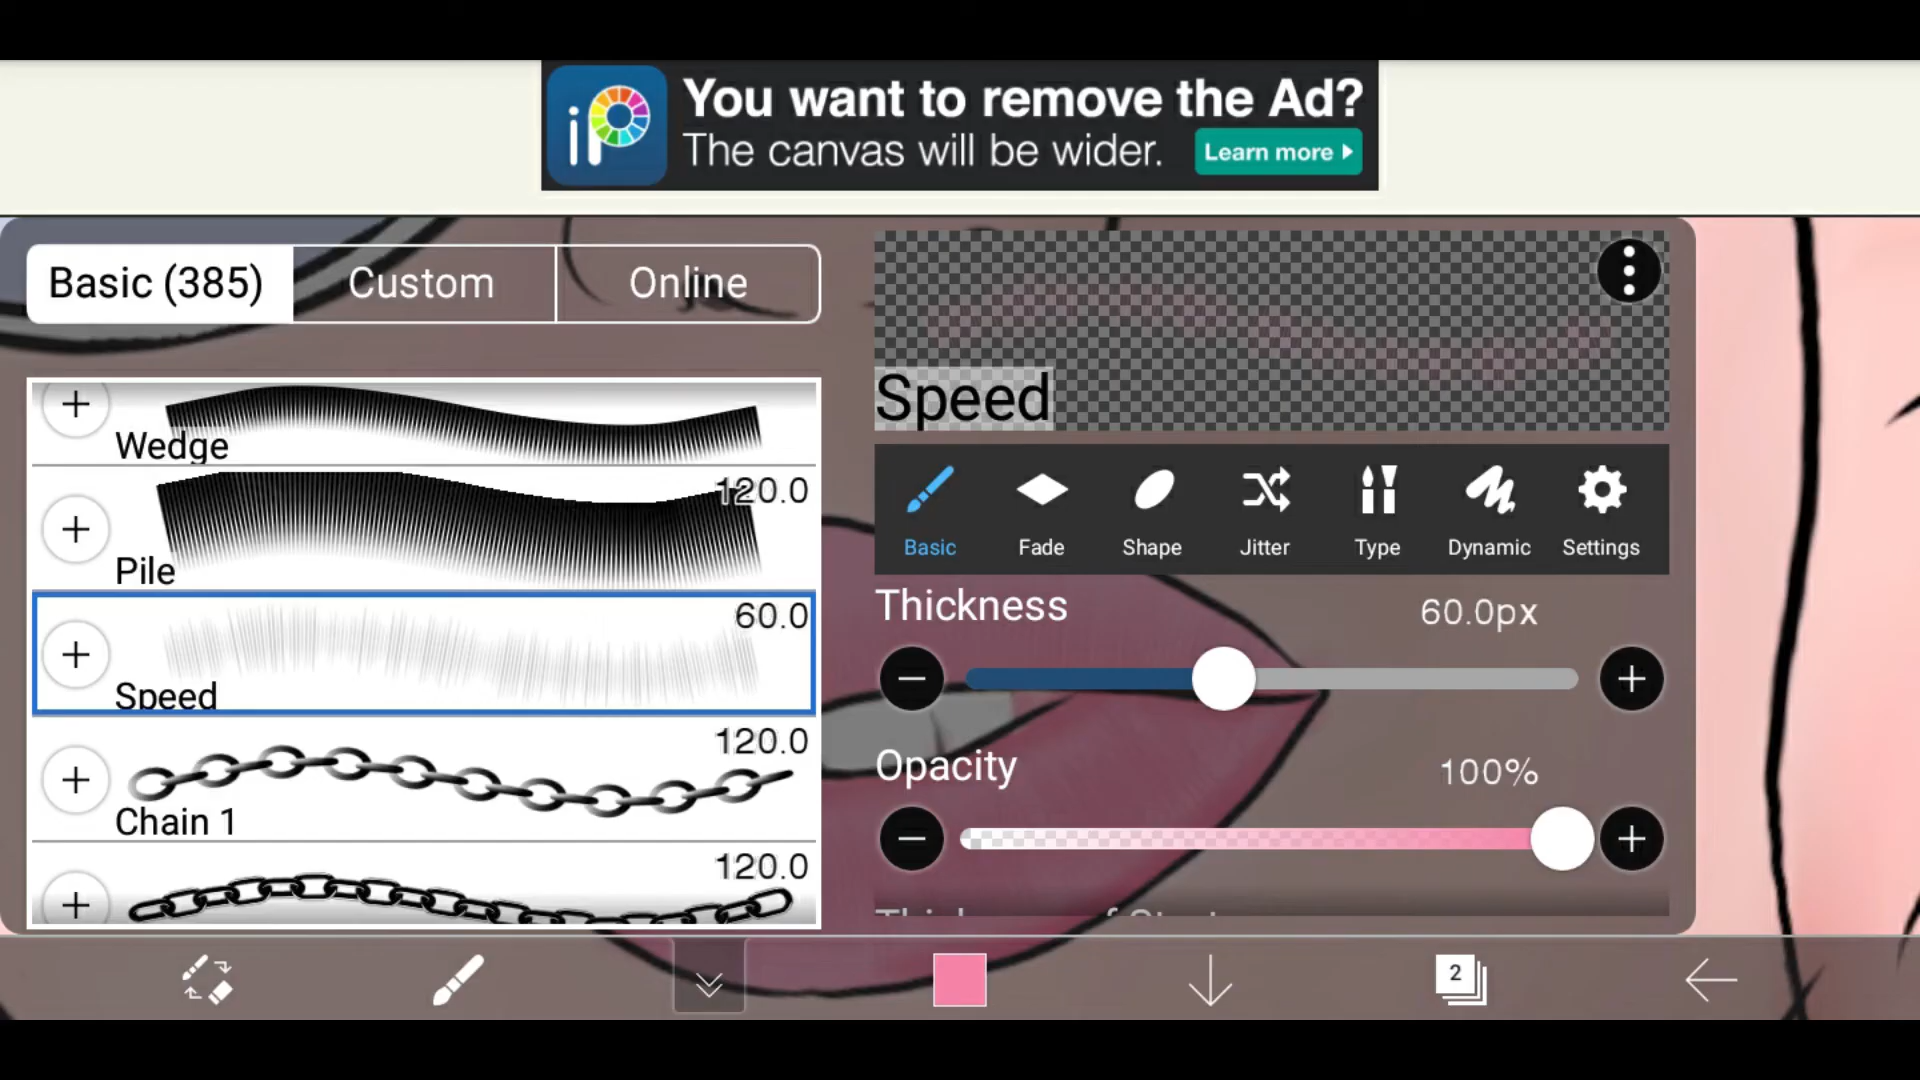 iP
You want to remove the Ad?
The canvas will be wider.
Learn more
Basic (385)
Custom
Online
Wedge
120.0
Pile
60.0
Speed
120.0
Chain 1
120.0
Speed
Basic
Fade
Shape
Jitter
Type
Dynamic
Settings
Thickness
60.0px
Opacity
100%
2